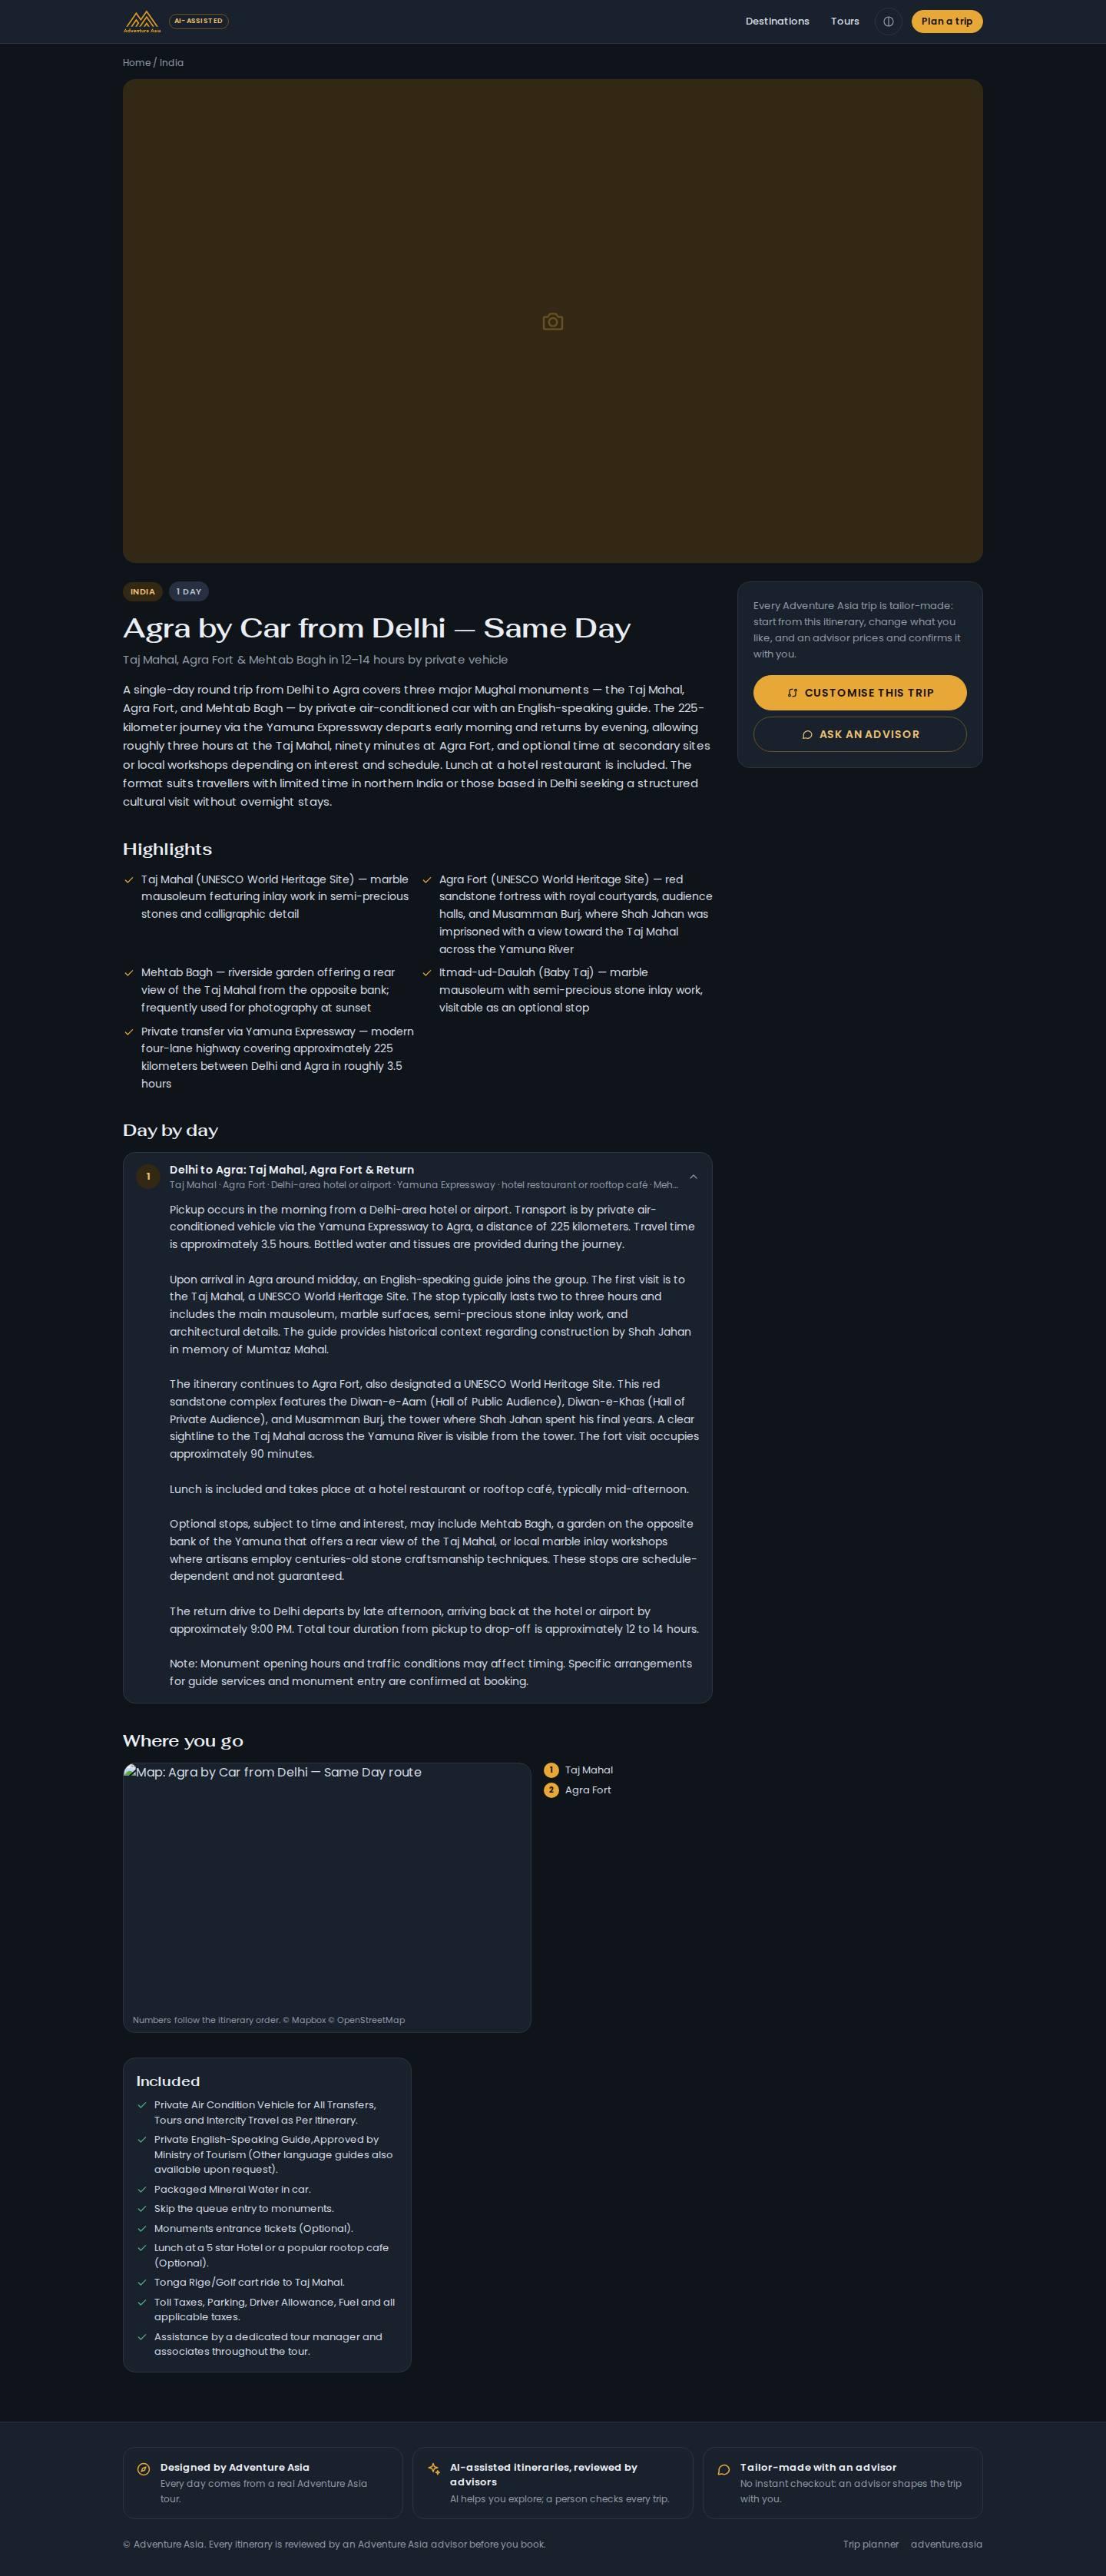 Adventure Asia
AI-ASSISTED
Destinations
Tours
Plan a trip
Home / India
INDIA
1 DAY
Agra by Car from Delhi — Same Day
Taj Mahal, Agra Fort & Mehtab Bagh in 12–14 hours by private vehicle
A single-day round trip from Delhi to Agra covers three major Mughal monuments — the Taj Mahal,
Agra Fort, and Mehtab Bagh — by private air-conditioned car with an English-speaking guide. The 225-
kilometer journey via the Yamuna Expressway departs early morning and returns by evening, allowing
roughly three hours at the Taj Mahal, ninety minutes at Agra Fort, and optional time at secondary sites
or local workshops depending on interest and schedule. Lunch at a hotel restaurant is included. The
format suits travellers with limited time in northern India or those based in Delhi seeking a structured
cultural visit without overnight stays.
Every Adventure Asia trip is tailor-made:
start from this itinerary, change what you
like, and an advisor prices and confirms it
with you.
CUSTOMISE THIS TRIP
ASK AN ADVISOR
Highlights
Taj Mahal (UNESCO World Heritage Site) — marble
mausoleum featuring inlay work in semi-precious
stones and calligraphic detail
Agra Fort (UNESCO World Heritage Site) — red
sandstone fortress with royal courtyards, audience
halls, and Musamman Burj, where Shah Jahan was
imprisoned with a view toward the Taj Mahal
across the Yamuna River
Mehtab Bagh — riverside garden offering a rear
view of the Taj Mahal from the opposite bank;
frequently used for photography at sunset
Itmad-ud-Daulah (Baby Taj) — marble
mausoleum with semi-precious stone inlay work,
visitable as an optional stop
Private transfer via Yamuna Expressway — modern
four-lane highway covering approximately 225
kilometers between Delhi and Agra in roughly 3.5
hours
Day by day
1
Delhi to Agra: Taj Mahal, Agra Fort & Return
Taj Mahal · Agra Fort · Delhi-area hotel or airport · Yamuna Expressway · hotel restaurant or rooftop café · Meh...
Pickup occurs in the morning from a Delhi-area hotel or airport. Transport is by private air-
conditioned vehicle via the Yamuna Expressway to Agra, a distance of 225 kilometers. Travel time
is approximately 3.5 hours. Bottled water and tissues are provided during the journey.
Upon arrival in Agra around midday, an English-speaking guide joins the group. The first visit is to
the Taj Mahal, a UNESCO World Heritage Site. The stop typically lasts two to three hours and
includes the main mausoleum, marble surfaces, semi-precious stone inlay work, and
architectural details. The guide provides historical context regarding construction by Shah Jahan
in memory of Mumtaz Mahal.
The itinerary continues to Agra Fort, also designated a UNESCO World Heritage Site. This red
sandstone complex features the Diwan-e-Aam (Hall of Public Audience), Diwan-e-Khas (Hall of
Private Audience), and Musamman Burj, the tower where Shah Jahan spent his final years. A clear
sightline to the Taj Mahal across the Yamuna River is visible from the tower. The fort visit occupies
approximately 90 minutes.
Lunch is included and takes place at a hotel restaurant or rooftop café, typically mid-afternoon.
Optional stops, subject to time and interest, may include Mehtab Bagh, a garden on the opposite
bank of the Yamuna that offers a rear view of the Taj Mahal, or local marble inlay workshops
where artisans employ centuries-old stone craftsmanship techniques. These stops are schedule-
dependent and not guaranteed.
The return drive to Delhi departs by late afternoon, arriving back at the hotel or airport by
approximately 9:00 PM. Total tour duration from pickup to drop-off is approximately 12 to 14 hours.
Note: Monument opening hours and traffic conditions may affect timing. Specific arrangements
for guide services and monument entry are confirmed at booking.
Where you go
Map: Agra by Car from Delhi — Same Day route
Numbers follow the itinerary order. © Mapbox © OpenStreetMap
1 Taj Mahal
2 Agra Fort
Included
Private Air Condition Vehicle for All Transfers,
Tours and Intercity Travel as Per Itinerary.
Private English-Speaking Guide,Approved by
Ministry of Tourism (Other language guides also
available upon request).
Packaged Mineral Water in car.
Skip the queue entry to monuments.
Monuments entrance tickets (Optional).
Lunch at a 5 star Hotel or a popular rootop cafe
(Optional).
Tonga Rige/Golf cart ride to Taj Mahal.
Toll Taxes, Parking, Driver Allowance, Fuel and all
applicable taxes.
Assistance by a dedicated tour manager and
associates throughout the tour.
Designed by Adventure Asia
Every day comes from a real Adventure Asia
tour.
AI-assisted itineraries, reviewed by
advisors
AI helps you explore; a person checks every trip.
Tailor-made with an advisor
No instant checkout: an advisor shapes the trip
with you.
© Adventure Asia. Every itinerary is reviewed by an Adventure Asia advisor before you book.
Trip planner
adventure.asia